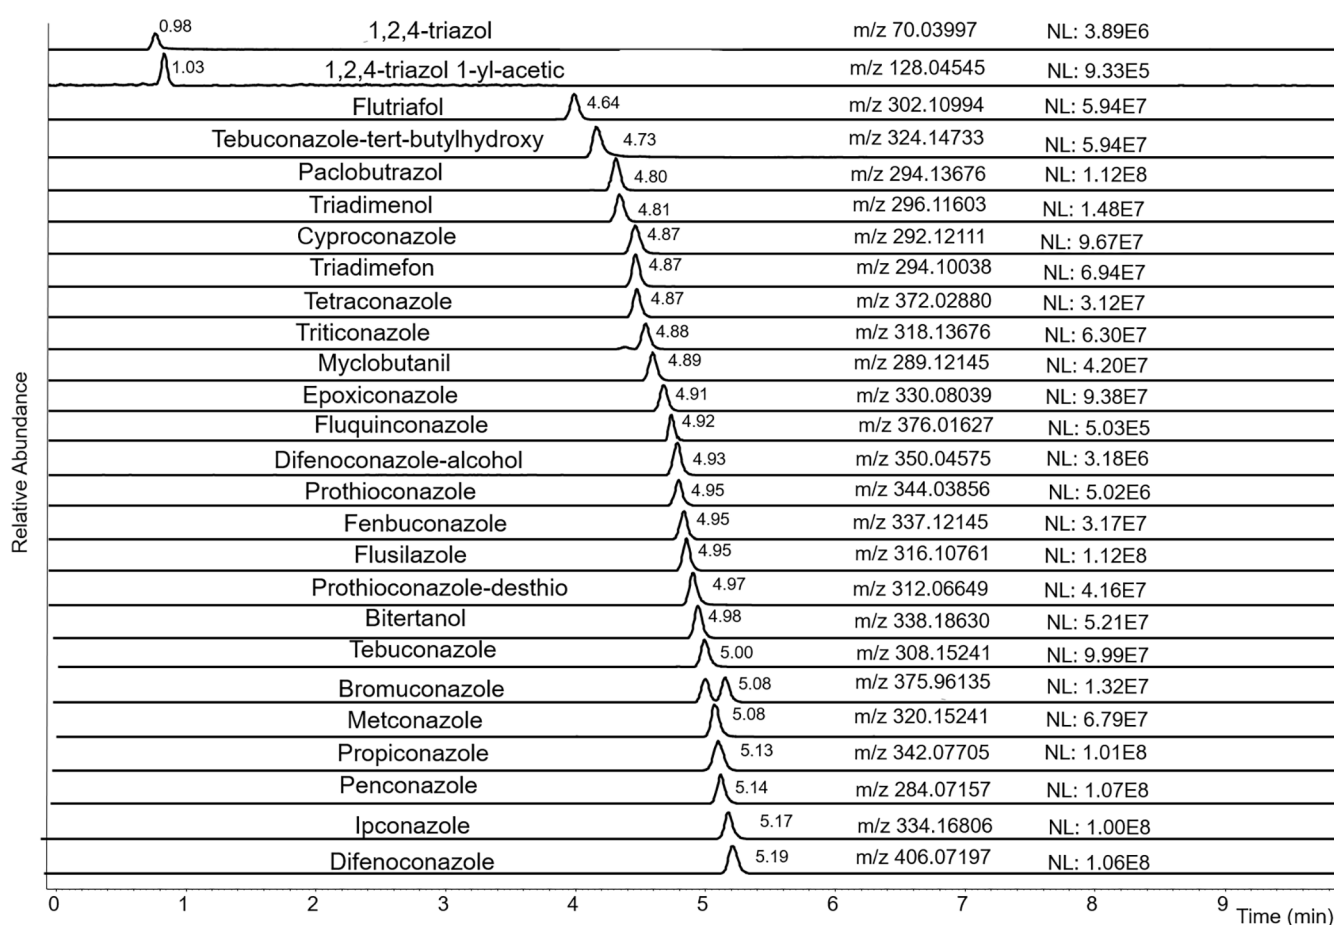 0.98 1,2,4-triazol m/z 70.03997 NL: 3.89E6
1.03 1,2,4-triazol 1-yl-acetic m/z 128.04545 NL: 9.33E5
Flutriafol 4.64 m/z 302.10994 NL: 5.94E7
Tebuconazole-tert-butylhydroxy 4.73 m/z 324.14733 NL: 5.94E7
Paclobutrazol 4.80 m/z 294.13676 NL: 1.12E8
Triadimenol 4.81 m/z 296.11603 NL: 1.48E7
Cyproconazole 4.87 m/z 292.12111 NL: 9.67E7
Triadimefon 4.87 m/z 294.10038 NL: 6.94E7
Tetraconazole 4.87 m/z 372.02880 NL: 3.12E7
Triticonazole 4.88 m/z 318.13676 NL: 6.30E7
Myclobutanil 4.89 m/z 289.12145 NL: 4.20E7
Epoxiconazole 4.91 m/z 330.08039 NL: 9.38E7
Fluquinconazole 4.92 m/z 376.01627 NL: 5.03E5
Difenoconazole-alcohol 4.93 m/z 350.04575 NL: 3.18E6
Prothioconazole 4.95 m/z 344.03856 NL: 5.02E6
Fenbuconazole 4.95 m/z 337.12145 NL: 3.17E7
Flusilazole 4.95 m/z 316.10761 NL: 1.12E8
Prothioconazole-desthio 4.97 m/z 312.06649 NL: 4.16E7
Bitertanol 4.98 m/z 338.18630 NL: 5.21E7
Tebuconazole 5.00 m/z 308.15241 NL: 9.99E7
Bromuconazole 5.08 m/z 375.96135 NL: 1.32E7
Metconazole 5.08 m/z 320.15241 NL: 6.79E7
Propiconazole 5.13 m/z 342.07705 NL: 1.01E8
Penconazole 5.14 m/z 284.07157 NL: 1.07E8
Ipconazole 5.17 m/z 334.16806 NL: 1.00E8
Difenoconazole 5.19 m/z 406.07197 NL: 1.06E8
Relative Abundance
0 1 2 3 4 5 6 7 8 9
Time (min)